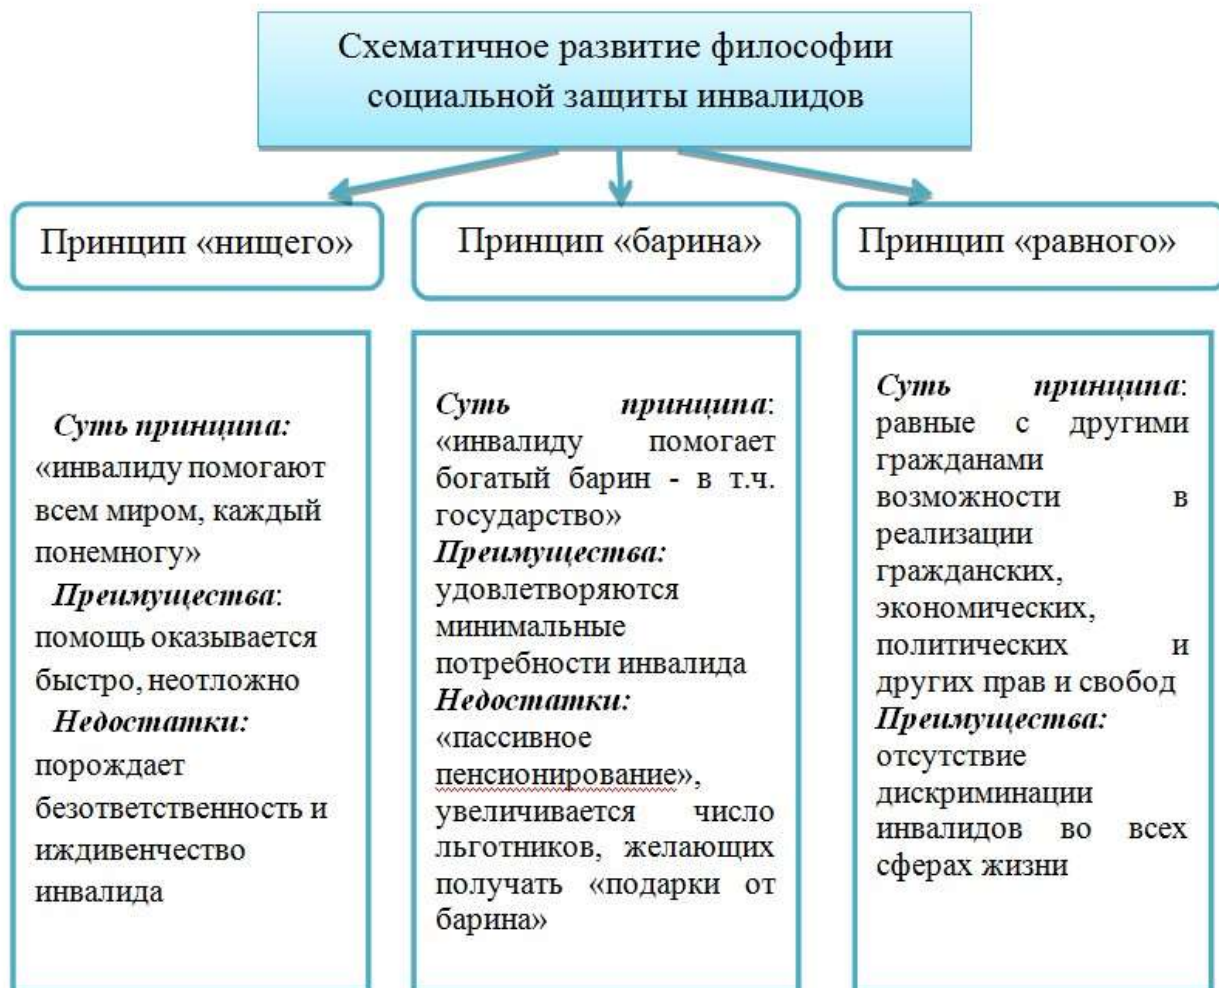 Схематичное развитие философии
социальной защиты инвалидов
Принцип «нищего»
Принцип «барина»
Принцип «равного»
Суть принципа:
«инвалиду помогают
всем миром, каждый
понемногу»
Преимущества:
помощь оказывается
быстро, неотложно
Недостатки:
порождает
безответственность и
иждивенчество
инвалида
Суть принципа:
«инвалиду помогает
богатый барин - в т.ч.
государство»
Преимущества:
удовлетворяются
минимальные
потребности инвалида
Недостатки:
«пассивное
пенсионирование»,
увеличивается число
льготников, желающих
получать «подарки от
барина»
Суть принципа:
равные с другими
гражданами
возможности в
реализации
гражданских,
экономических,
политических и
других прав и свобод
Преимущества:
отсутствие
дискриминации
инвалидов во всех
сферах жизни